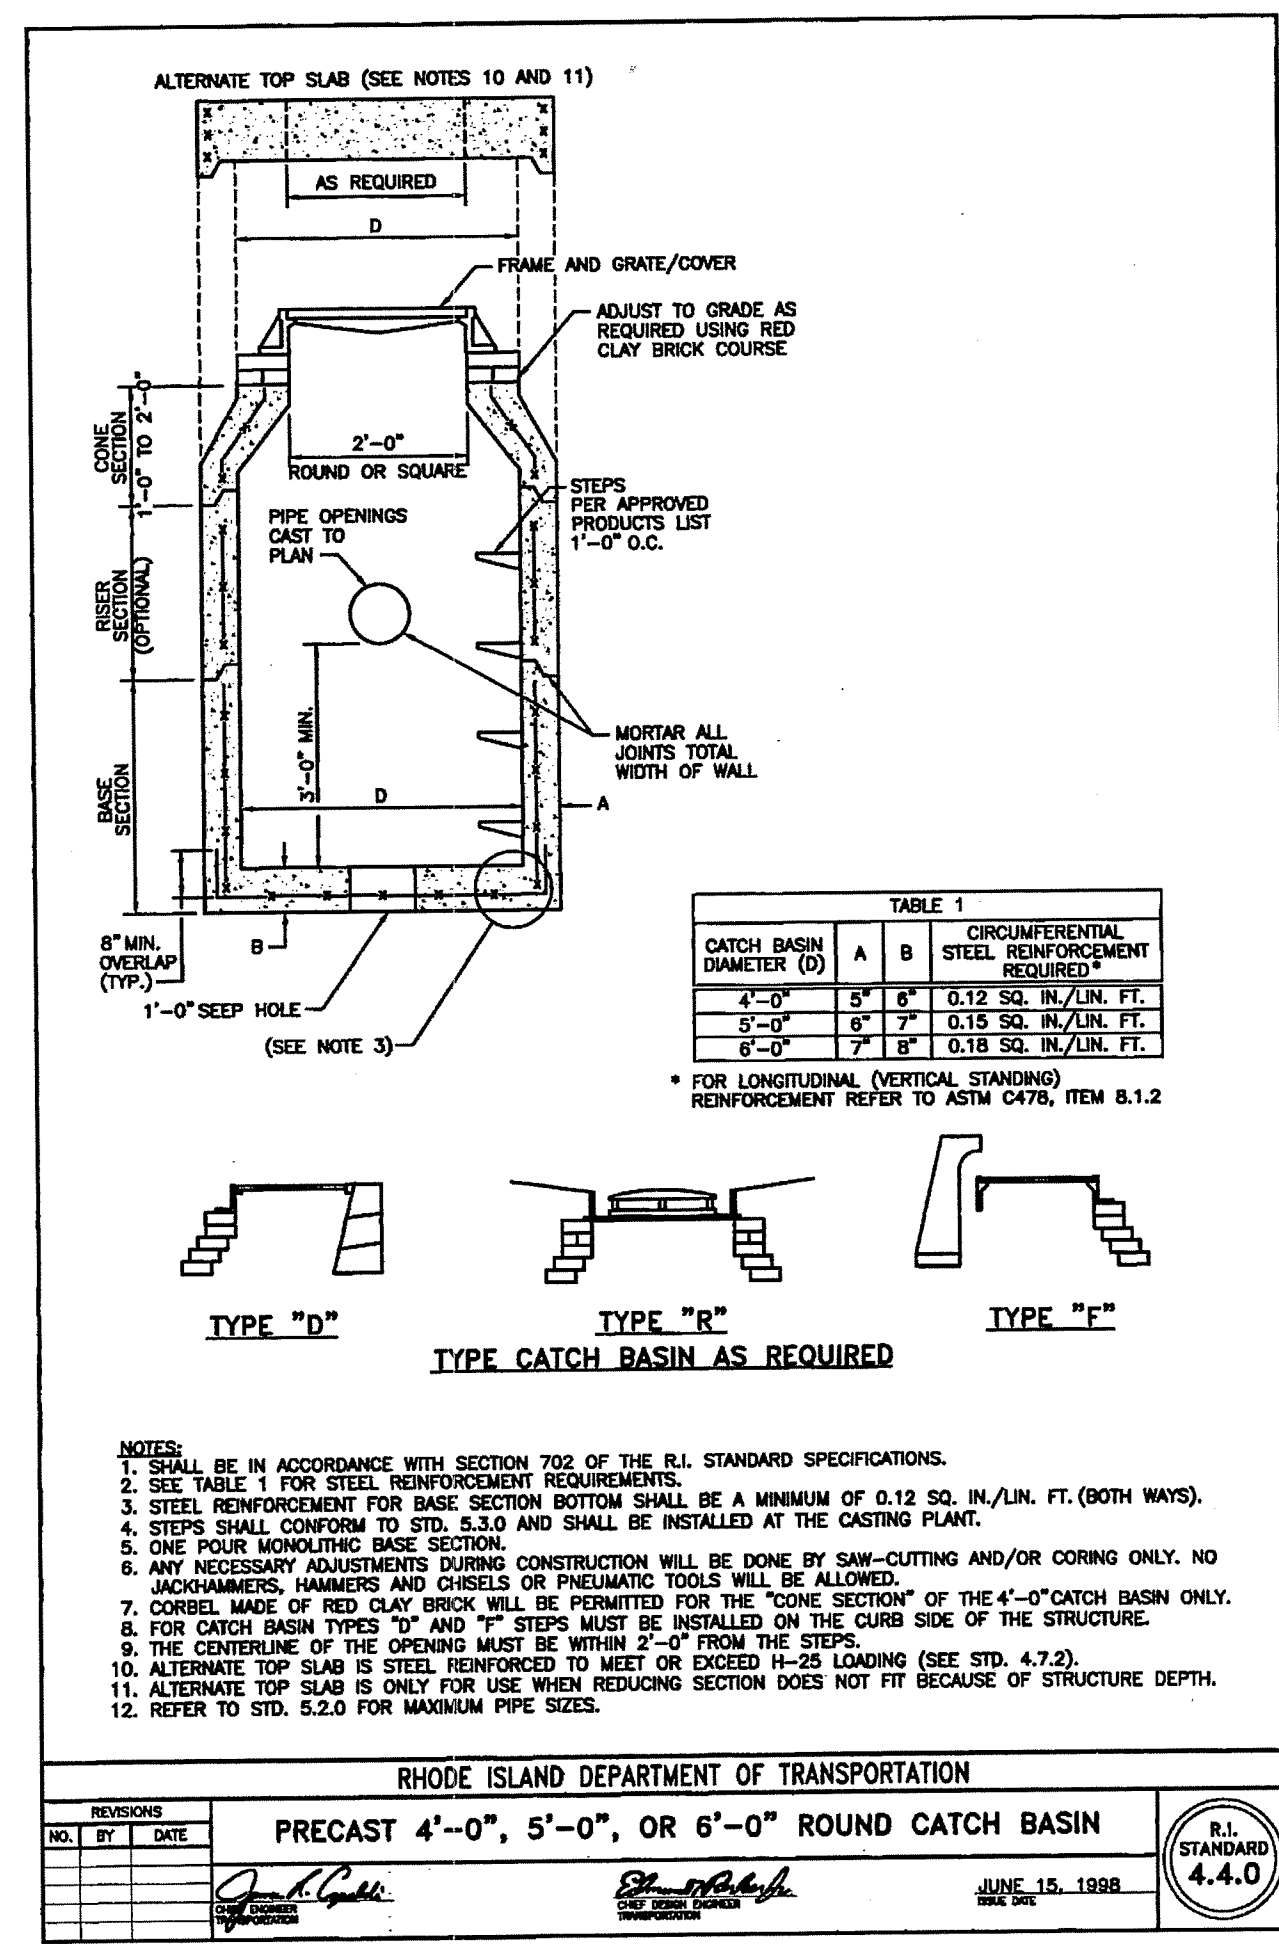 ALTERNATE TOP SLAB (SEE NOTES 10 AND 11)
AS REQUIRED
D
FRAME AND GRATE/COVER
ADJUST TO GRADE AS
REQUIRED USING RED
CLAY BRICK COURSE
CONE
SECTION
1'-0" TO 2'-0"
2'-0"
ROUND OR SQUARE
STEPS
PER APPROVED
PRODUCTS LIST
1'-0" O.C.
PIPE OPENINGS
CAST TO
PLAN
RISER
SECTION
(OPTIONAL)
MORTAR ALL
JOINTS TOTAL
WIDTH OF WALL
3'-0" MIN.
BASE
SECTION
D
A
B
8" MIN.
OVERLAP
(TYP.)
1'-0" SEEP HOLE
(SEE NOTE 3)
TABLE 1
CATCH BASIN
DIAMETER (D)
A
B
CIRCUMFERENTIAL
STEEL REINFORCEMENT
REQUIRED*
4'-0" 5" 6" 0.12 SQ. IN./LIN. FT.
5'-0" 6" 7" 0.15 SQ. IN./LIN. FT.
6'-0" 7" 8" 0.18 SQ. IN./LIN. FT.
* FOR LONGITUDINAL (VERTICAL STANDING)
REINFORCEMENT REFER TO ASTM C478, ITEM 8.1.2
TYPE "D"
TYPE "R"
TYPE "F"
TYPE CATCH BASIN AS REQUIRED
NOTES:
1. SHALL BE IN ACCORDANCE WITH SECTION 702 OF THE R.I. STANDARD SPECIFICATIONS.
2. SEE TABLE 1 FOR STEEL REINFORCEMENT REQUIREMENTS.
3. STEEL REINFORCEMENT FOR BASE SECTION BOTTOM SHALL BE A MINIMUM OF 0.12 SQ. IN./LIN. FT. (BOTH WAYS).
4. STEPS SHALL CONFORM TO STD. 5.3.0 AND SHALL BE INSTALLED AT THE CASTING PLANT.
5. ONE POUR MONOLITHIC BASE SECTION.
6. ANY NECESSARY ADJUSTMENTS DURING CONSTRUCTION WILL BE DONE BY SAW-CUTTING AND/OR CORING ONLY. NO
JACKHAMMERS, HAMMERS AND CHISELS OR PNEUMATIC TOOLS WILL BE ALLOWED.
7. CORBEL MADE OF RED CLAY BRICK WILL BE PERMITTED FOR THE "CONE SECTION" OF THE 4'-0" CATCH BASIN ONLY.
8. FOR CATCH BASIN TYPES "D" AND "F" STEPS MUST BE INSTALLED ON THE CURB SIDE OF THE STRUCTURE.
9. THE CENTERLINE OF THE OPENING MUST BE WITHIN 2'-0" FROM THE STEPS.
10. ALTERNATE TOP SLAB IS STEEL REINFORCED TO MEET OR EXCEED H-25 LOADING (SEE STD. 4.7.2).
11. ALTERNATE TOP SLAB IS ONLY FOR USE WHEN REDUCING SECTION DOES NOT FIT BECAUSE OF STRUCTURE DEPTH.
12. REFER TO STD. 5.2.0 FOR MAXIMUM PIPE SIZES.
RHODE ISLAND DEPARTMENT OF TRANSPORTATION
REVISIONS
NO. BY DATE
PRECAST 4'-0", 5'-0", OR 6'-0" ROUND CATCH BASIN
CHIEF ENGINEER
TRANSPORTATION
CHIEF DESIGN ENGINEER
TRANSPORTATION
JUNE 15, 1998
ISSUE DATE
R.I.
STANDARD
4.4.0